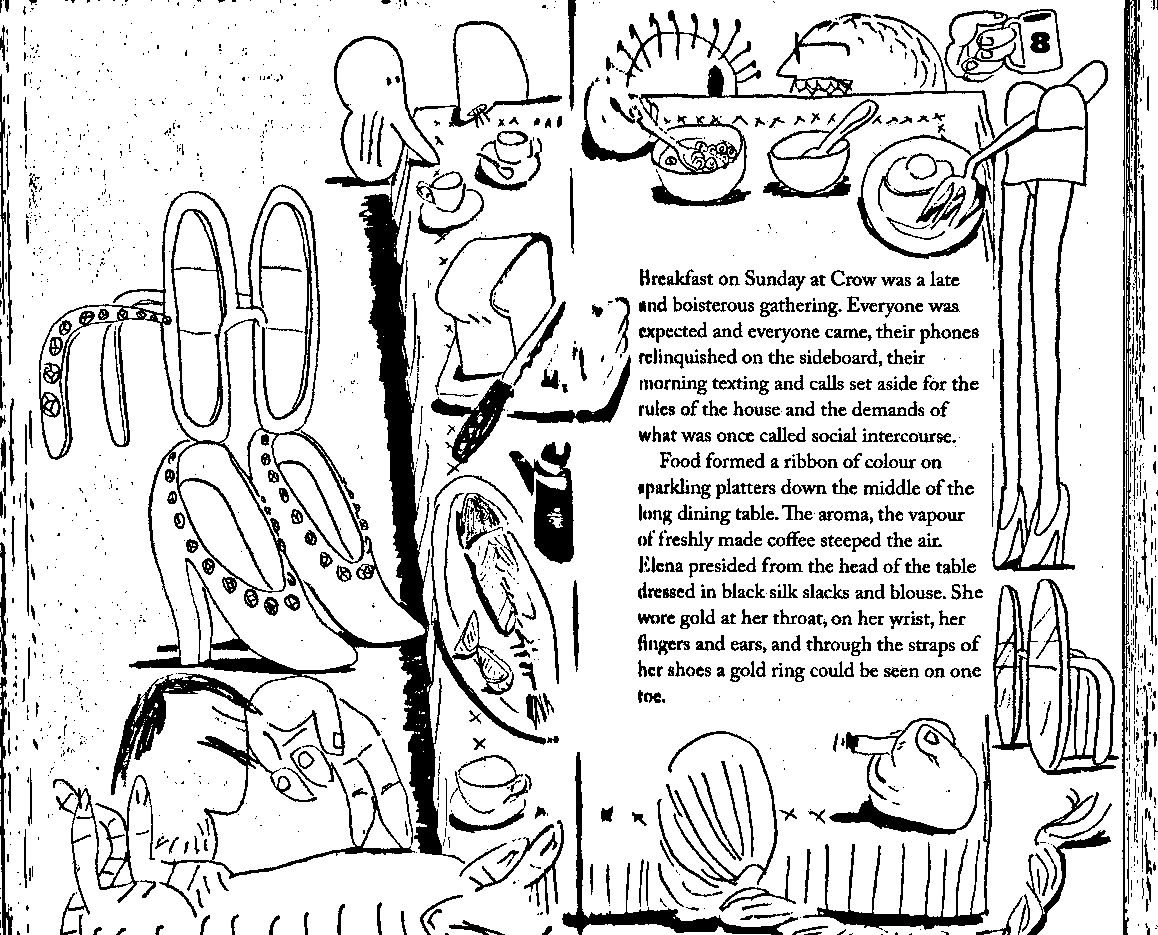 8
Breakfast on Sunday at Crow was a late
and boisterous gathering. Everyone was
expected and everyone came, their phones
relinquished on the sideboard, their
morning texting and calls set aside for the
rules of the house and the demands of
what was once called social intercourse.
Food formed a ribbon of colour on
sparkling platters down the middle of the
long dining table. The aroma, the vapour
of freshly made coffee steeped the air.
Elena presided from the head of the table
dressed in black silk slacks and blouse. She
wore gold at her throat, on her wrist, her
fingers and ears, and through the straps of
her shoes a gold ring could be seen on one
toe.